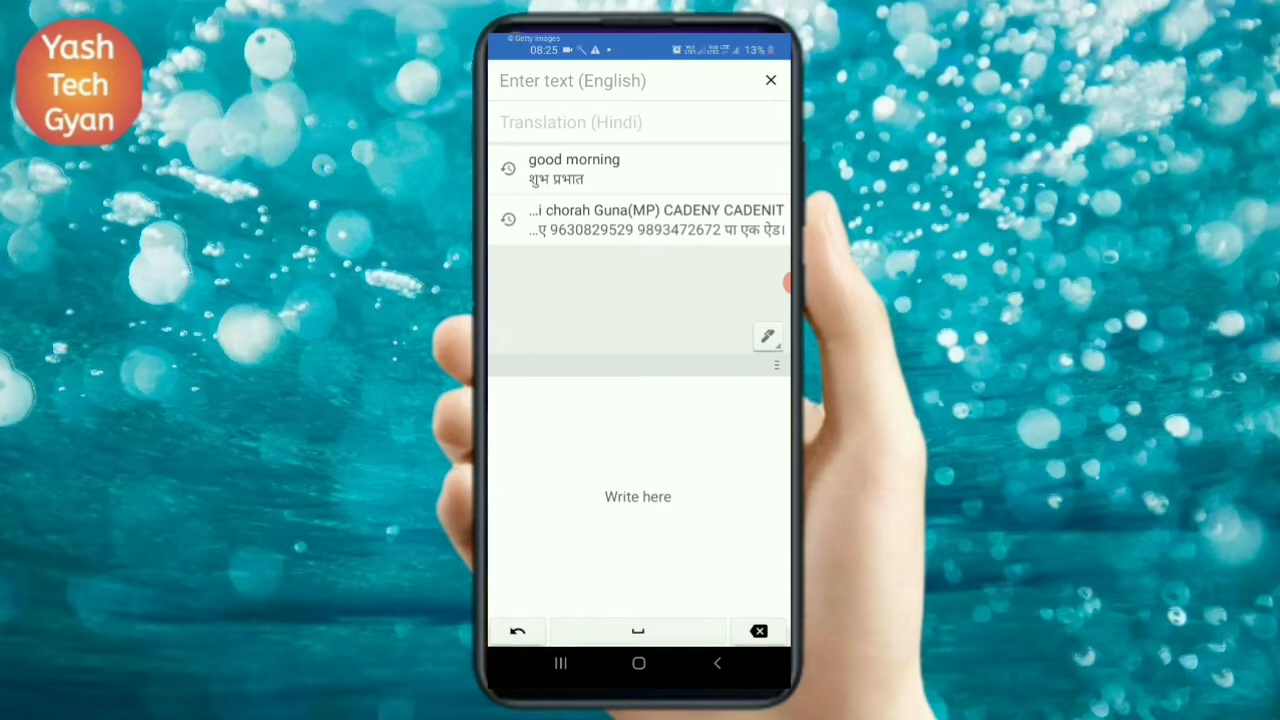 Yash
Tech
Gyan
© Getty Images
08:25
13%
Enter text (English)
Translation (Hindi)
good morning
शुभ प्रभात
...i chorah Guna(MP) CADENY CADENIT
...ए 9630829529 9893472672 पा एक ऐड।
Write here